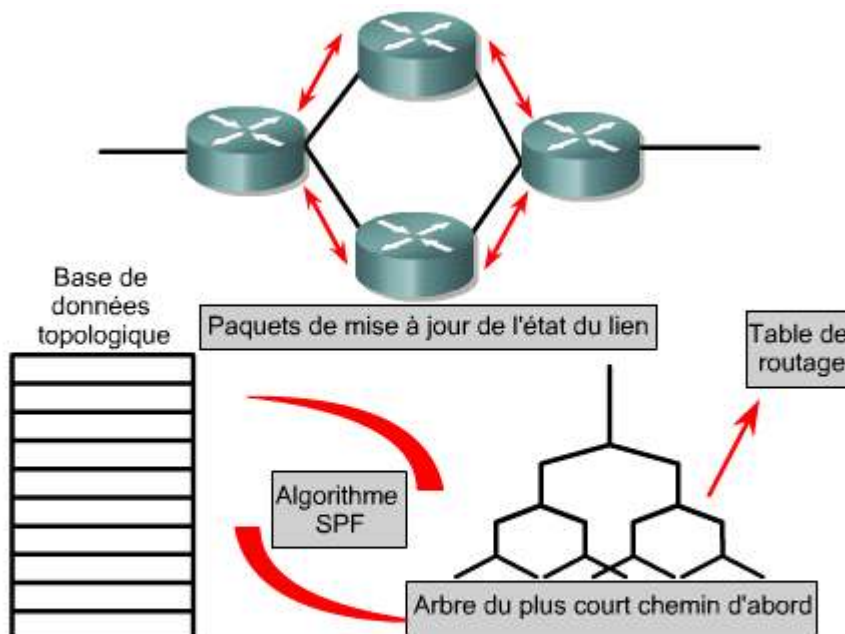 Base de
données
topologique
Paquets de mise à jour de l'état du lien
Table de
routage
Algorithme
SPF
Arbre du plus court chemin d'abord